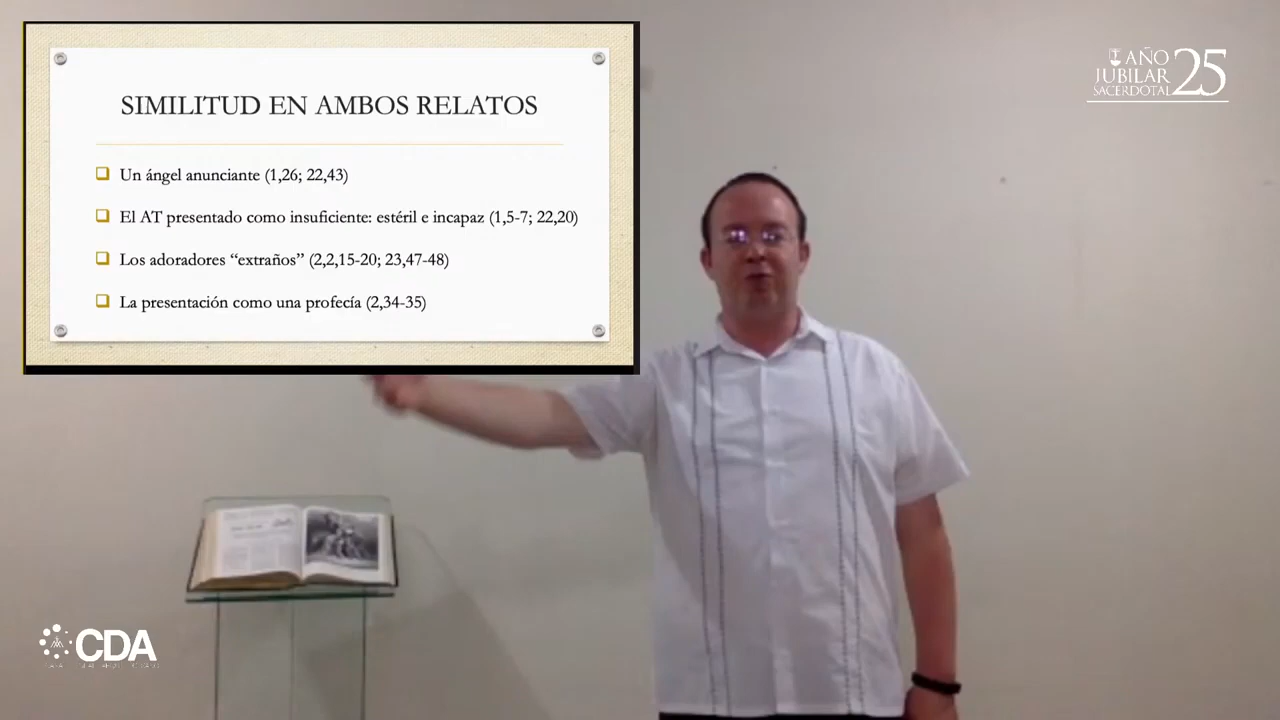 SIMILITUD EN AMBOS RELATOS
Un ángel anunciante (1,26; 22,43)
El AT presentado como insuficiente: estéril e incapaz (1,5-7; 22,20)
Los adoradores “extraños” (2,2,15-20; 23,47-48)
La presentación como una profecía (2,34-35)
AÑO
JUBILAR
SACERDOTAL 25
CDA